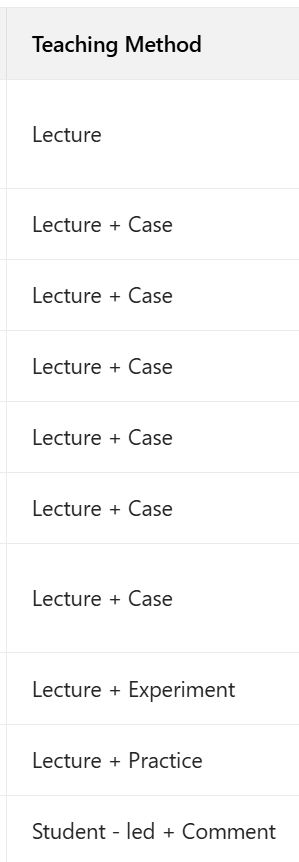 Teaching Method
Lecture
Lecture + Case
Lecture + Case
Lecture + Case
Lecture + Case
Lecture + Case
Lecture + Case
Lecture + Experiment
Lecture + Practice
Student - led + Comment